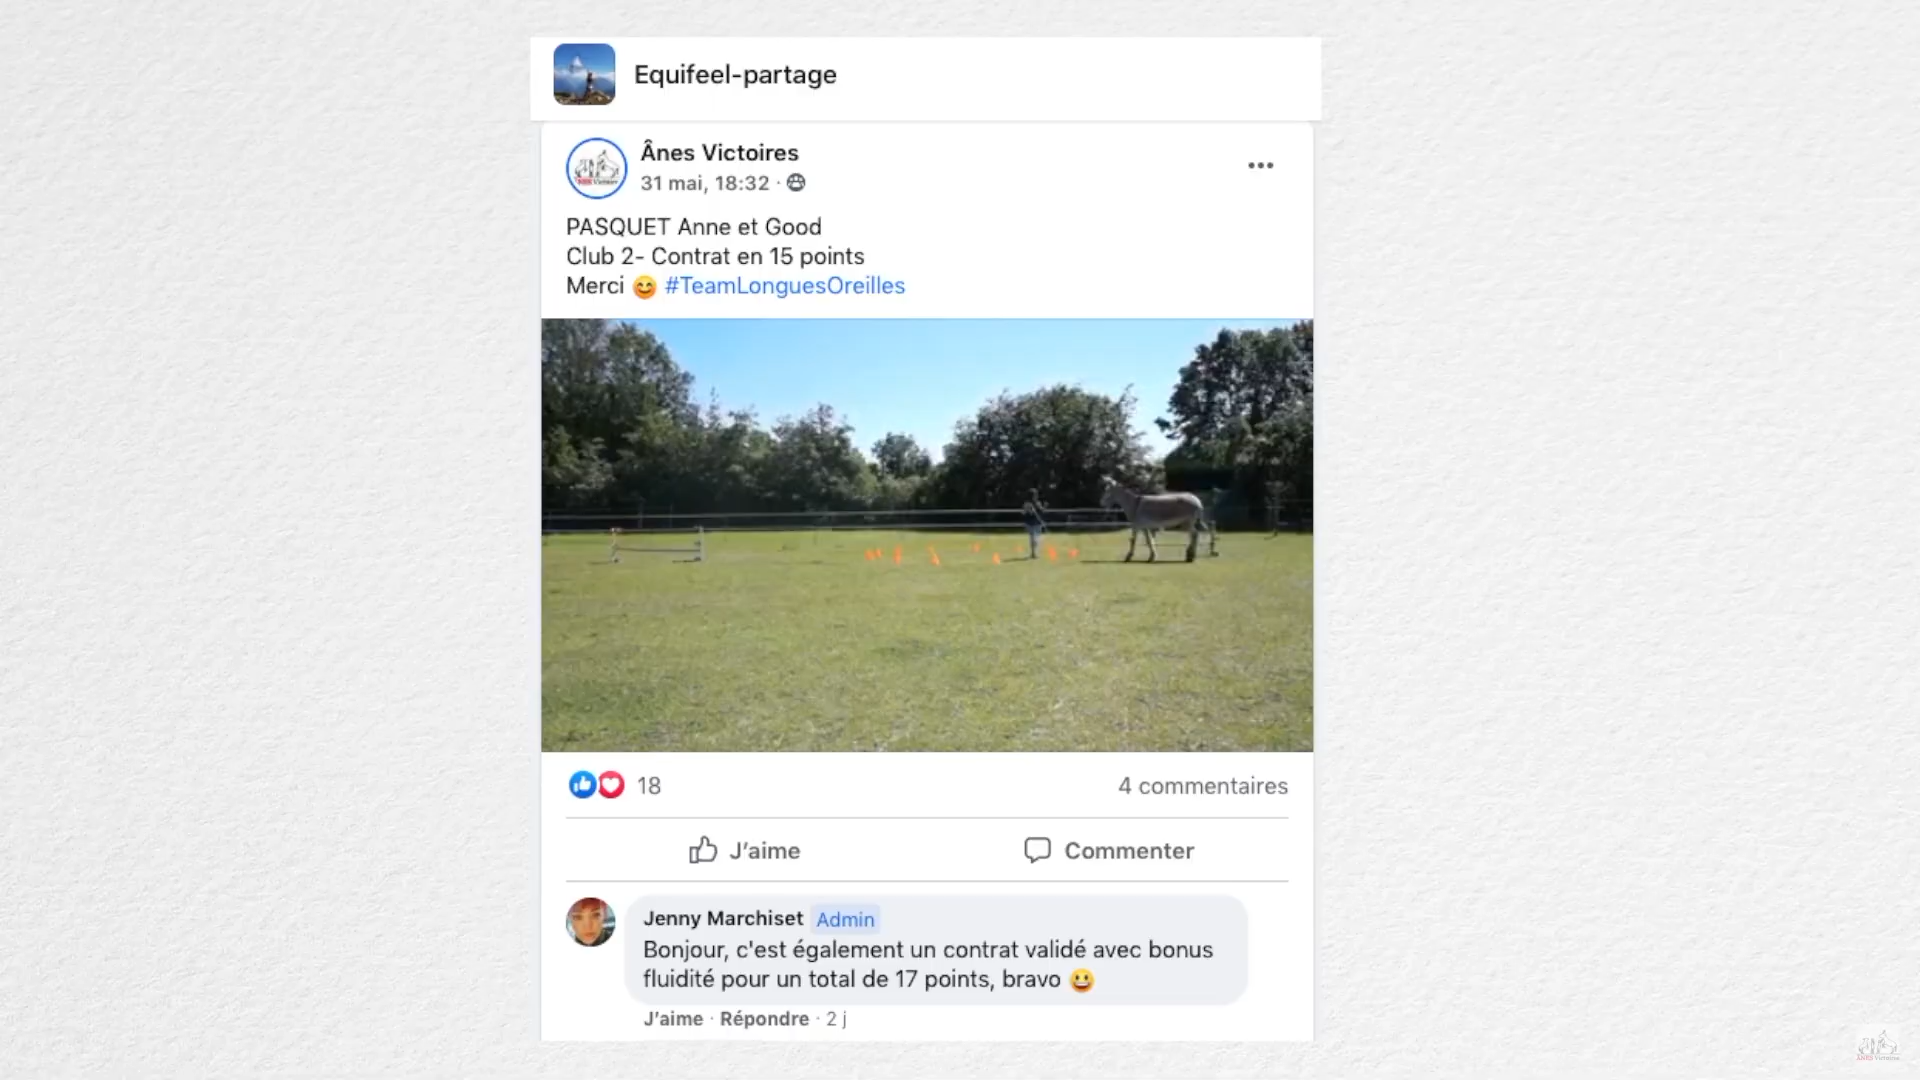 Equifeel-partage
Ânes Victoires
31 mai, 18:32 ·
PASQUET Anne et Good
Club 2- Contrat en 15 points
Merci 😊 #TeamLonguesOreilles
18
4 commentaires
J'aime
Commenter
Jenny Marchiset Admin
Bonjour, c'est également un contrat validé avec bonus
fluidité pour un total de 17 points, bravo 😀
J'aime · Répondre · 2 j